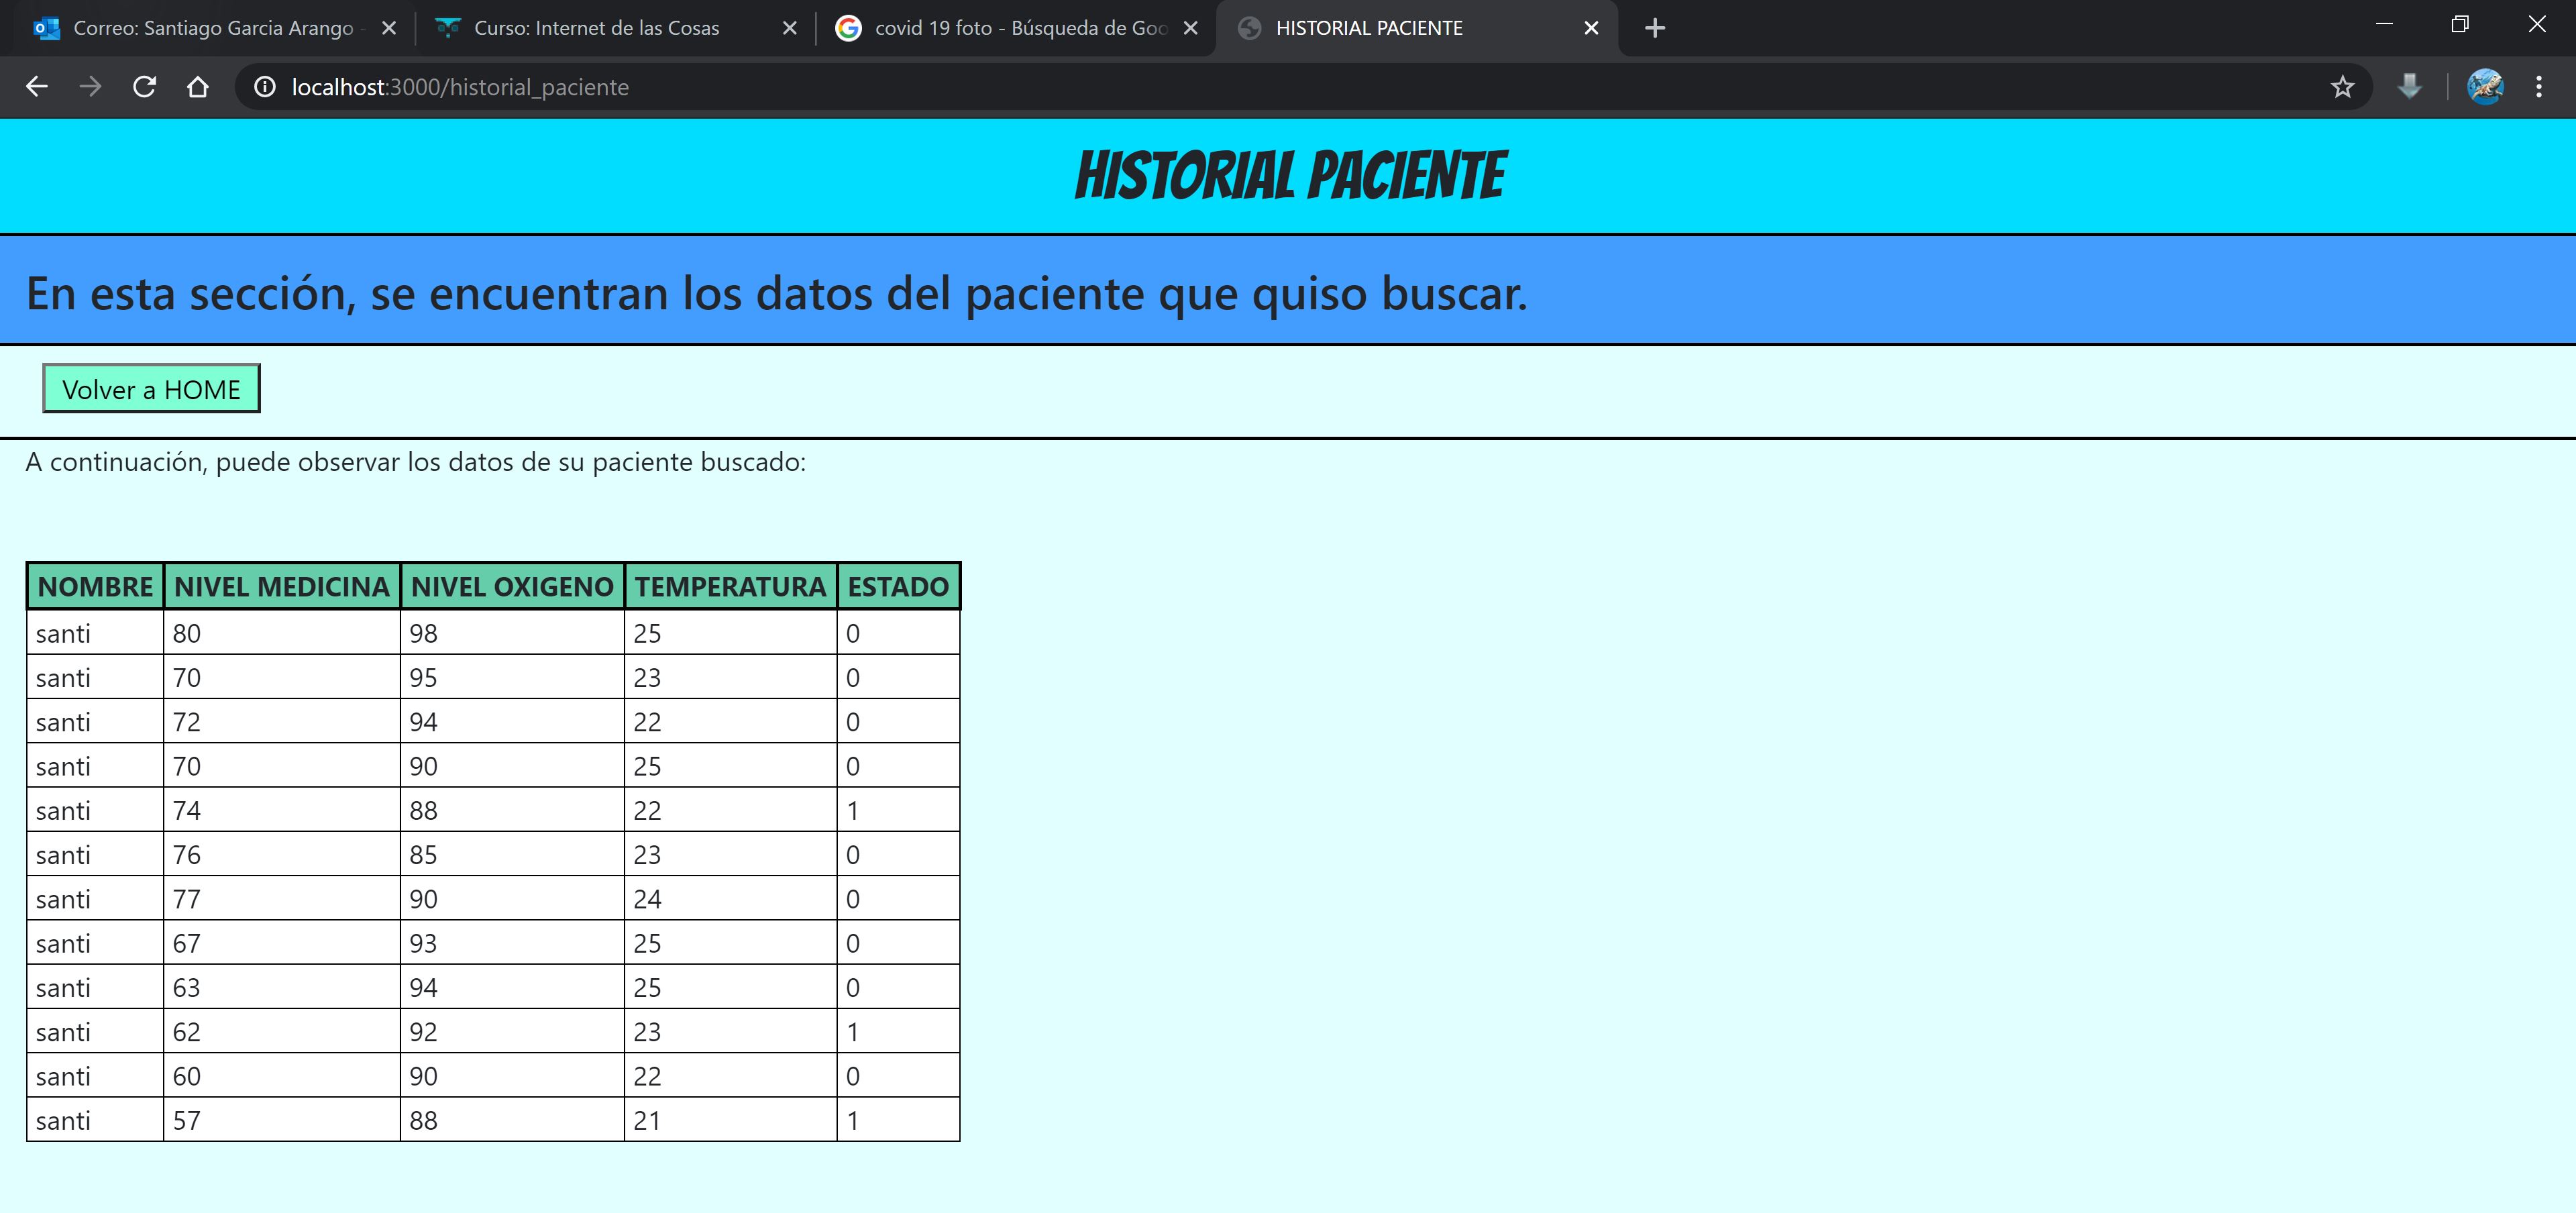 Correo: Santiago Garcia Arango -
Curso: Internet de las Cosas
covid 19 foto - Búsqueda de Goo
HISTORIAL PACIENTE
localhost:3000/historial_paciente
HISTORIAL PACIENTE
En esta sección, se encuentran los datos del paciente que quiso buscar.
Volver a HOME
A continuación, puede observar los datos de su paciente buscado:
NOMBRE NIVEL MEDICINA NIVEL OXIGENO TEMPERATURA ESTADO
santi 80 98 25 0
santi 70 95 23 0
santi 72 94 22 0
santi 70 90 25 0
santi 74 88 22 1
santi 76 85 23 0
santi 77 90 24 0
santi 67 93 25 0
santi 63 94 25 0
santi 62 92 23 1
santi 60 90 22 0
santi 57 88 21 1